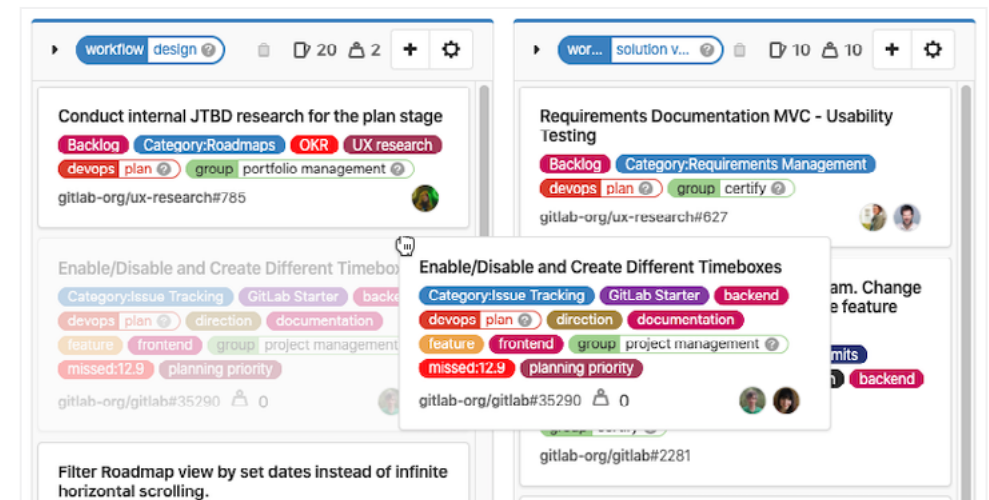 workflow design 20 2
Conduct internal JTBD research for the plan stage
Backlog Category:Roadmaps OKR UX research
devops plan group portfolio management
gitlab-org/ux-research#785
Enable/Disable and Create Different Timebox
Category:Issue Tracking GitLab Starter backe
devops plan direction documentation
feature frontend group project management
missed:12.9 planning priority
gitlab-org/gitlab#35290 0
Filter Roadmap view by set dates instead of infinite
horizontal scrolling.
wor... solution v... 10 10
Requirements Documentation MVC - Usability
Testing
Backlog Category:Requirements Management
devops plan group certify
gitlab-org/ux-research#627
Enable/Disable and Create Different Timeboxes
Category:Issue Tracking GitLab Starter backend
devops plan direction documentation
feature frontend group project management
missed:12.9 planning priority
gitlab-org/gitlab#35290 0
am. Change
e feature
mits
backend
group certify
gitlab-org/gitlab#2281